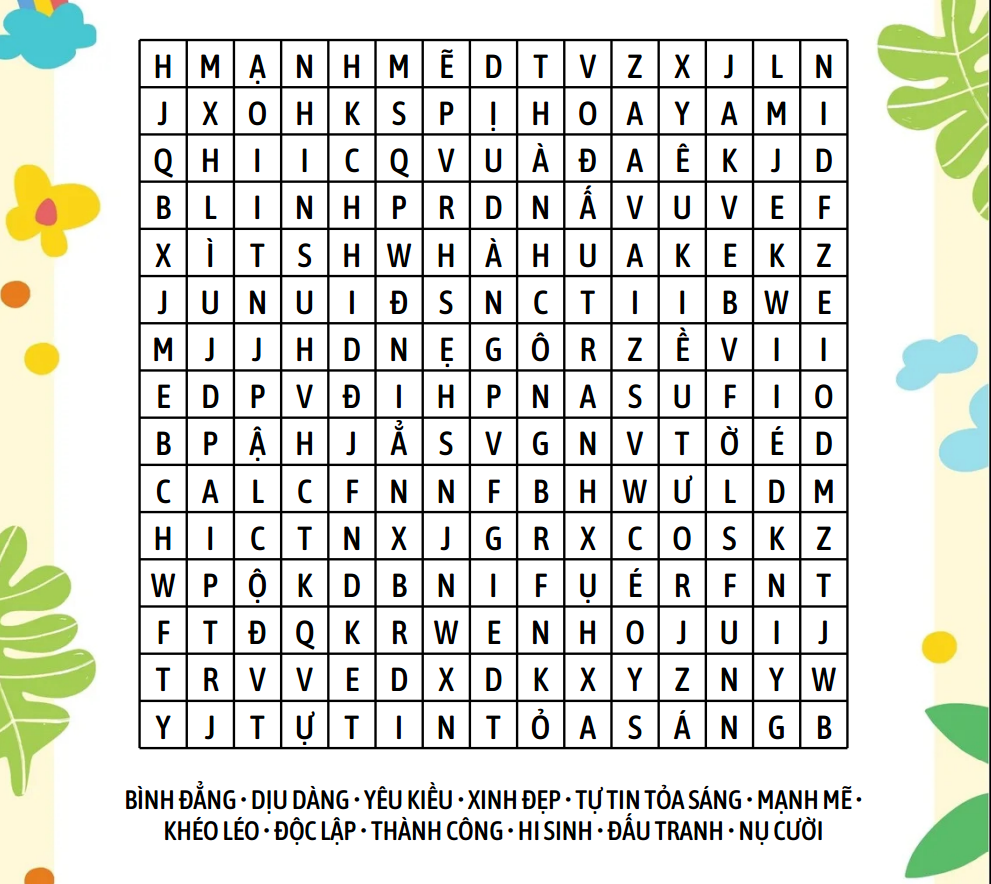 H M Ạ N H M Ẽ D T V Z X J L N
J X O H K S P Ị H O A Y A M I
Q H I I C Q V U À Đ A Ê K J D
B L I N H P R D N Ấ V U V E F
X Ì T S H W H À H U A K E K Z
J U N U I Đ S N C T I I B W E
M J J H D N Ẹ G Ô R Z Ề V I I
E D P V Đ I H P N A S U F I O
B P Ậ H J Ẳ S V G N V T Ờ É D
C A L C F N N F B H W Ư L D M
H I C T N X J G R X C O S K Z
W P Ộ K D B N I F Ụ É R F N T
F T Đ Q K R W E N H O J U I J
T R V V E D X D K X Y Z N Y W
Y J T Ự T I N T Ỏ A S Á N G B
BÌNH ĐẲNG • DỊU DÀNG • YÊU KIỀU • XINH ĐẸP • TỰ TIN TỎA SÁNG • MẠNH MẼ •
KHÉO LÉO • ĐỘC LẬP • THÀNH CÔNG • HI SINH • ĐẤU TRANH • NỤ CƯỜI